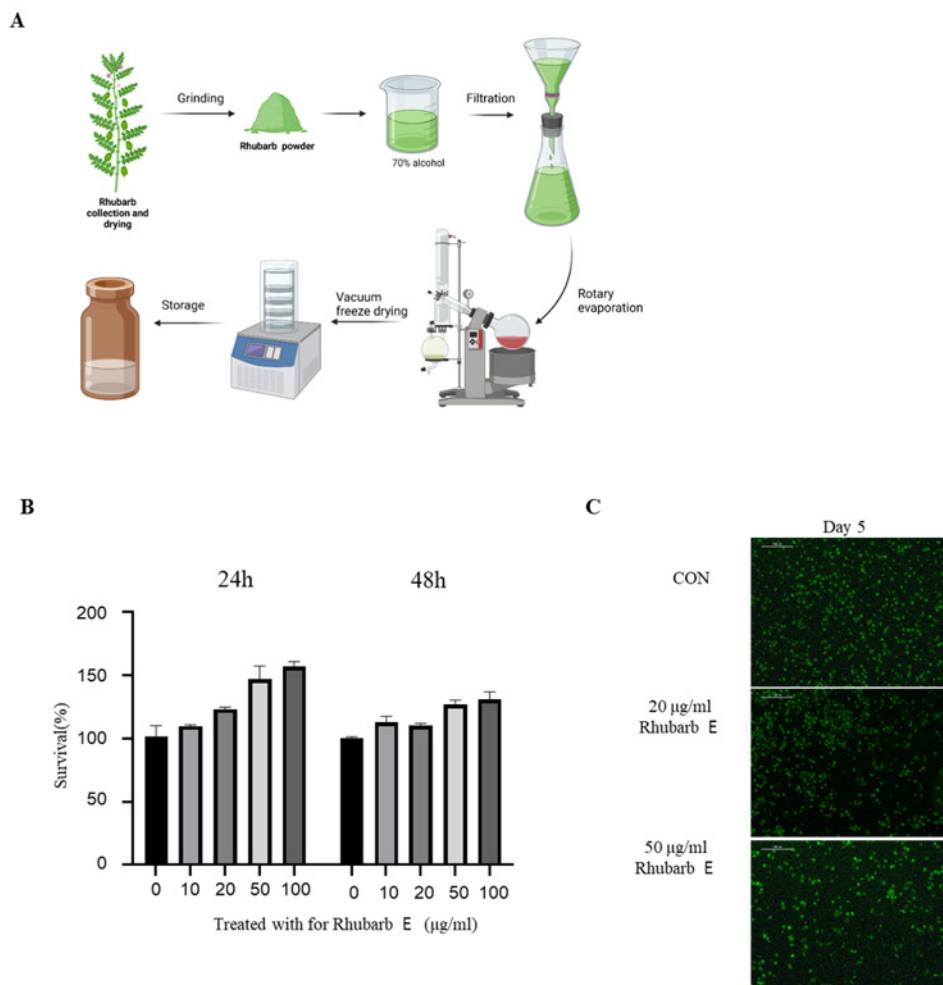 A
Grinding
Rhubarb powder
70% alcohol
Filtration
Rhubarb
collection and
drying
Rotary
evaporation
Vacuum
freeze drying
Storage
B
24h
48h
Survival(%)
200
150
100
50
0
0 10 20 50 100 0 10 20 50 100
Treated with for Rhubarb E (μg/ml)
C
Day 5
CON
20 μg/ml
Rhubarb E
50 μg/ml
Rhubarb E